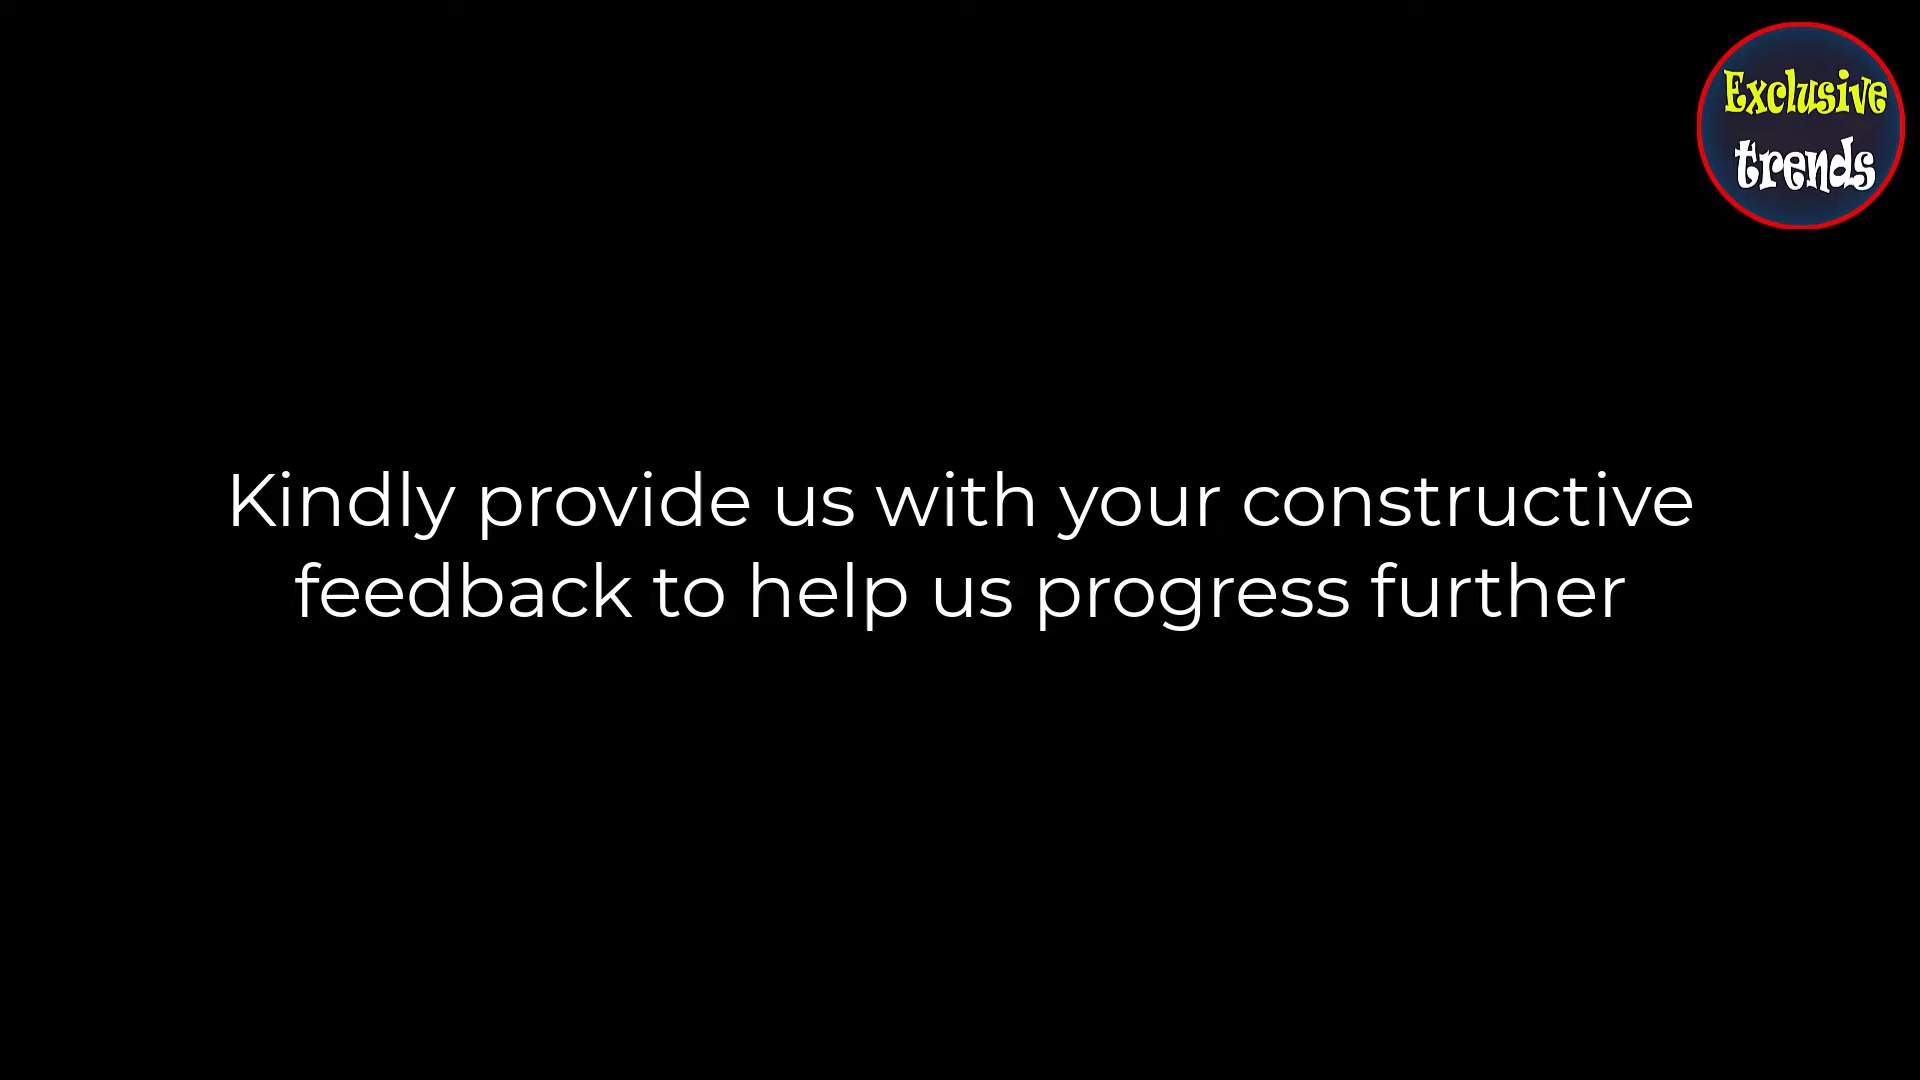 Exclusive
trends
Kindly provide us with your constructive
feedback to help us progress further